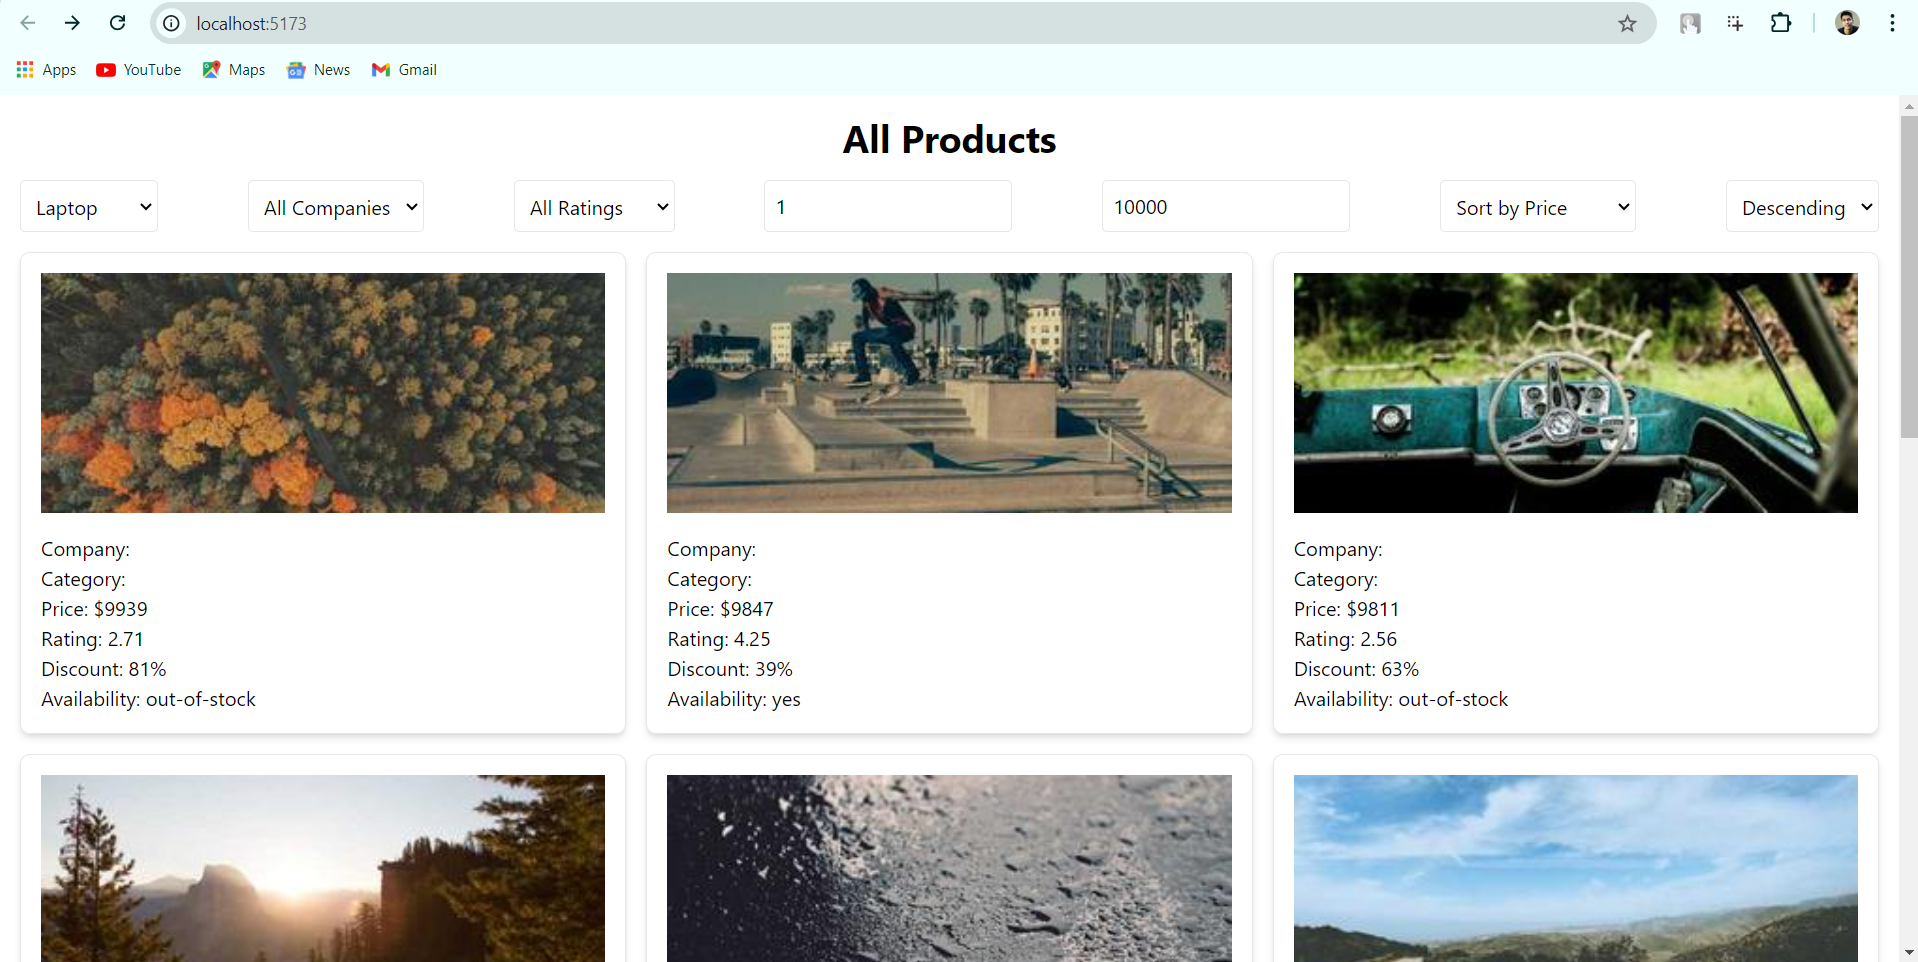 localhost:5173
Apps YouTube Maps News Gmail
All Products
Laptop All Companies All Ratings 1 10000 Sort by Price Descending
Company:
Category:
Price: $9939
Rating: 2.71
Discount: 81%
Availability: out-of-stock
Company:
Category:
Price: $9847
Rating: 4.25
Discount: 39%
Availability: yes
Company:
Category:
Price: $9811
Rating: 2.56
Discount: 63%
Availability: out-of-stock